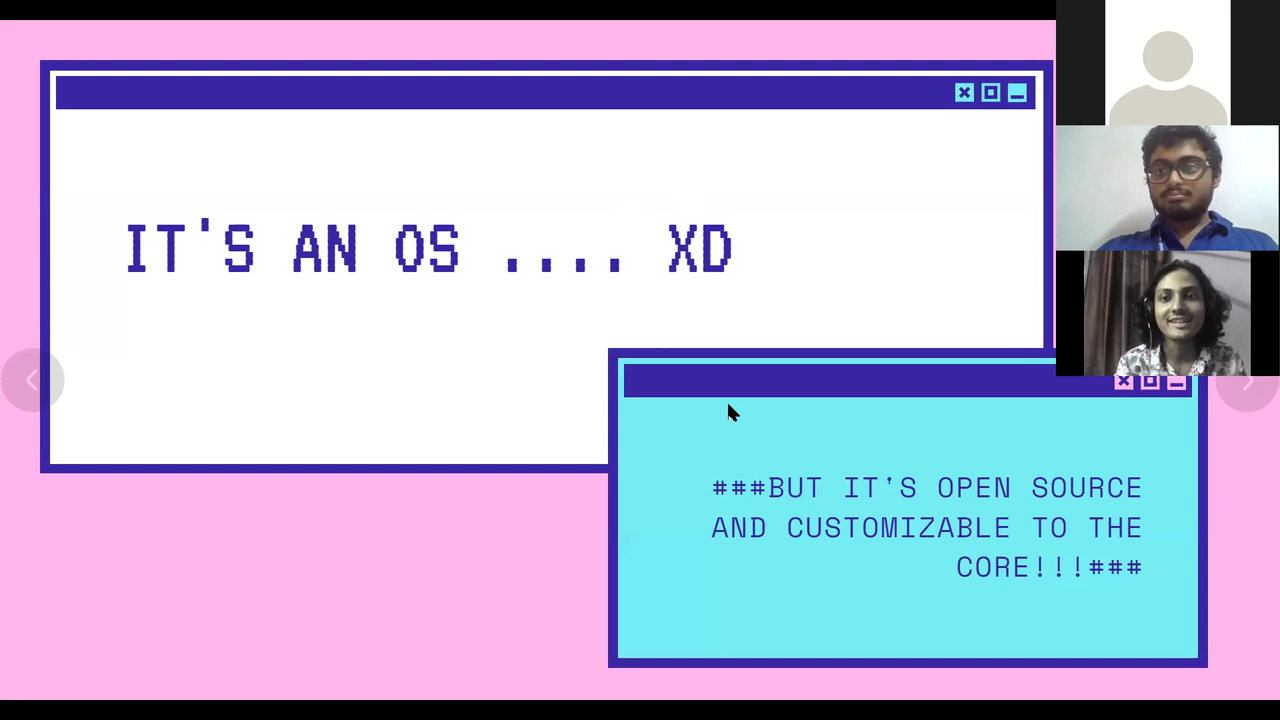 IT'S AN OS .... XD
###BUT IT'S OPEN SOURCE
AND CUSTOMIZABLE TO THE
CORE!!!###